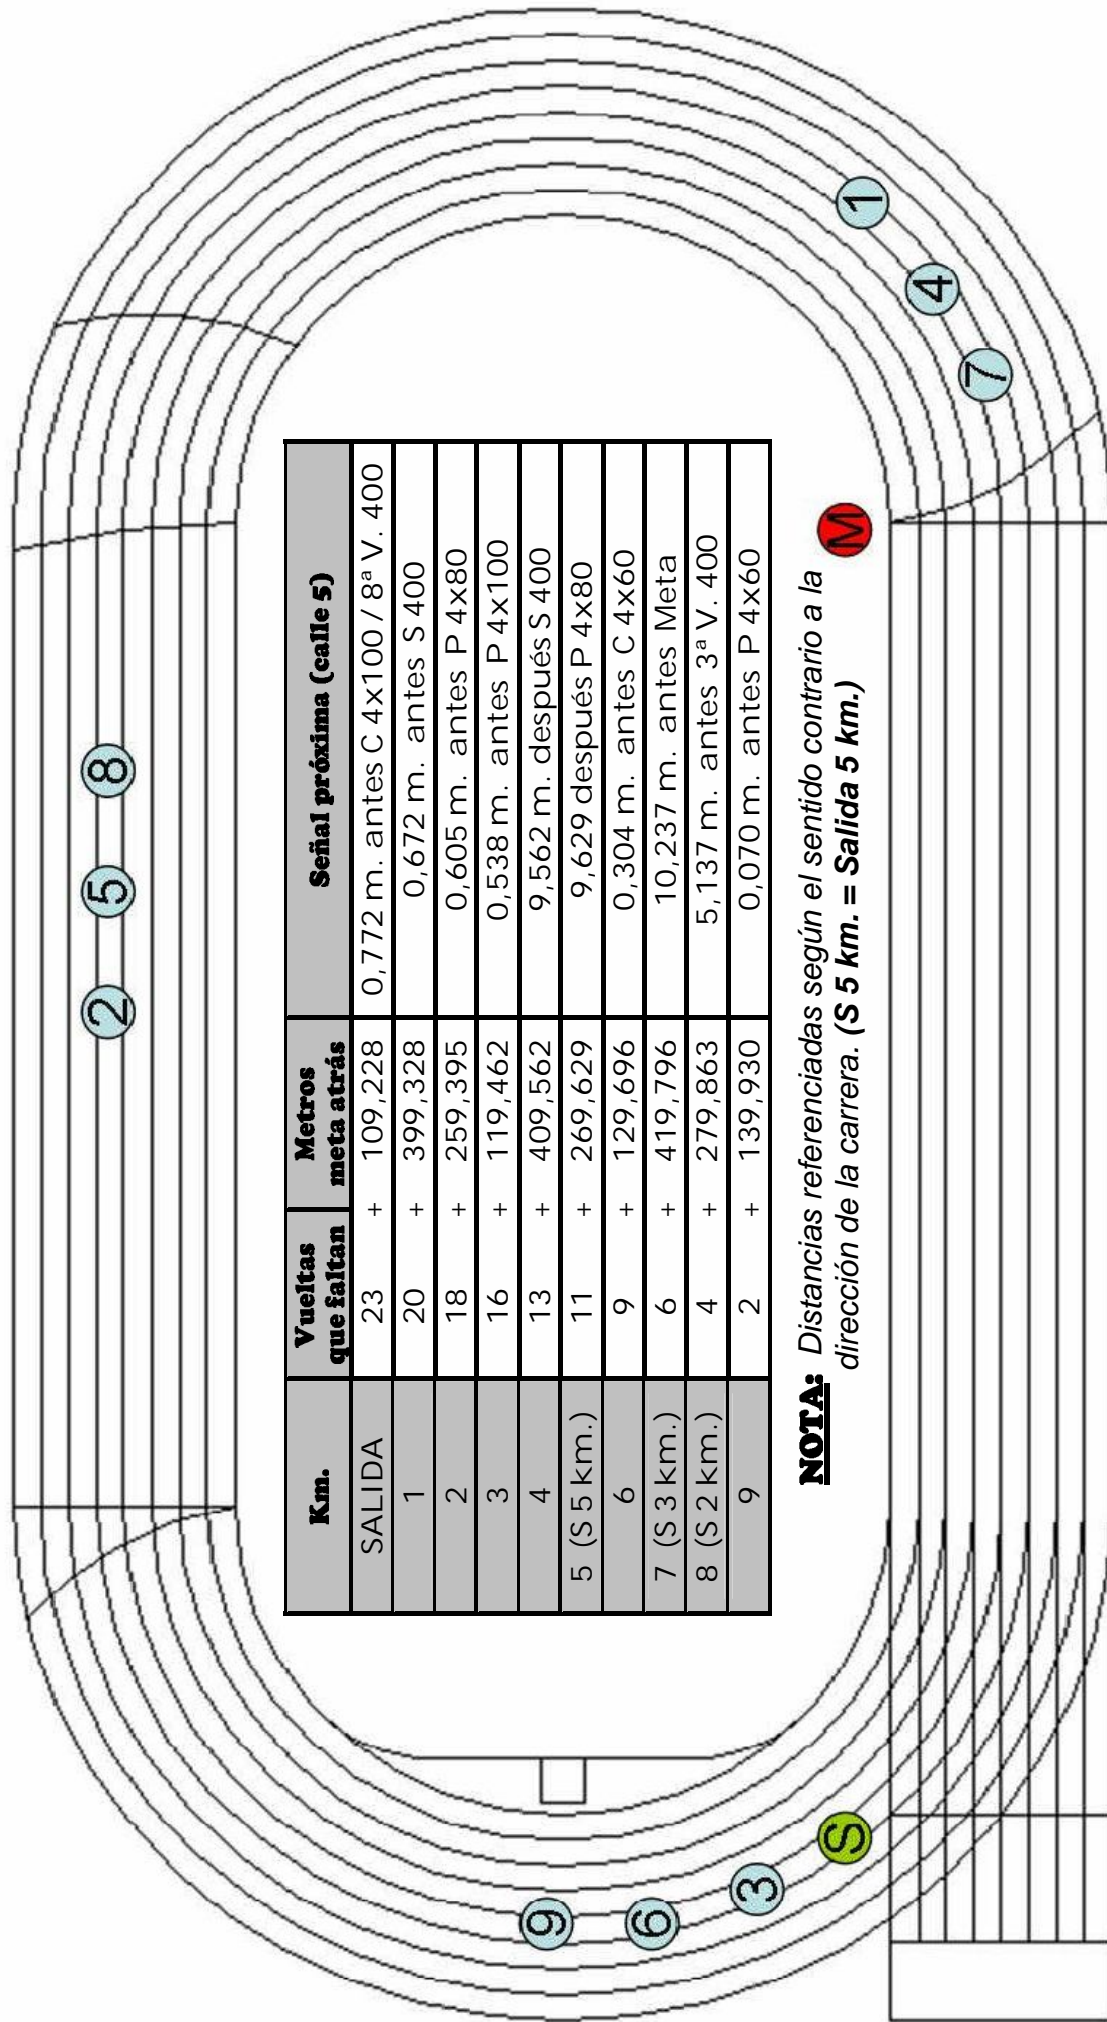 Km. Vueltas que faltan Metros meta atrás Señal próxima (calle 5)
SALIDA 23 + 109,228 0,772 m. antes C 4x100 / 8ª V. 400
1 20 + 399,328 0,672 m. antes S 400
2 18 + 259,395 0,605 m. antes P 4x80
3 16 + 119,462 0,538 m. antes P 4x100
4 13 + 409,562 9,562 m. después S 400
5 (S 5 km.) 11 + 269,629 9,629 después P 4x80
6 9 + 129,696 0,304 m. antes C 4x60
7 (S 3 km.) 6 + 419,796 10,237 m. antes Meta
8 (S 2 km.) 4 + 279,863 5,137 m. antes 3ª V. 400
9 2 + 139,930 0,070 m. antes P 4x60
NOTA: Distancias referenciadas según el sentido contrario a la
dirección de la carrera. (S 5 km. = Salida 5 km.)
2
5
8
1
4
7
M
9
6
3
S